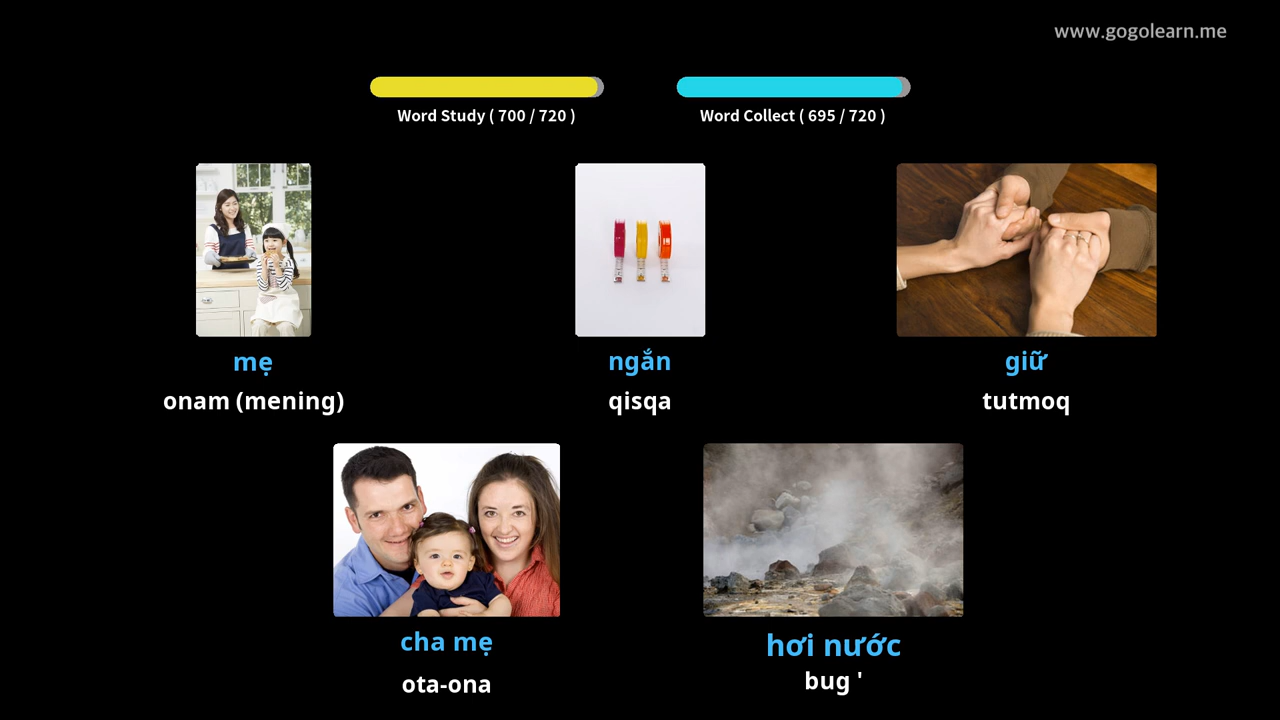 www.gogolearn.me
Word Study ( 700 / 720 )
Word Collect ( 695 / 720 )
mẹ
onam (mening)
ngắn
qisqa
giữ
tutmoq
cha mẹ
ota-ona
hơi nước
bug '